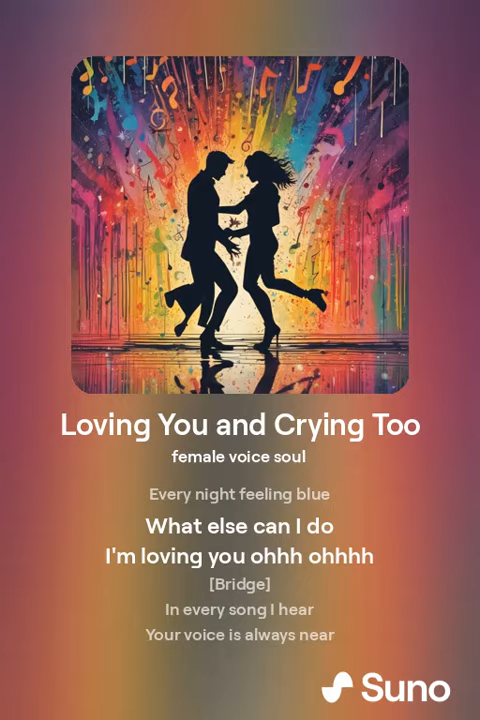 Loving You and Crying Too
female voice soul
Every night feeling blue
What else can I do
I'm loving you ohhh ohhhh
[Bridge]
In every song I hear
Your voice is always near
Suno